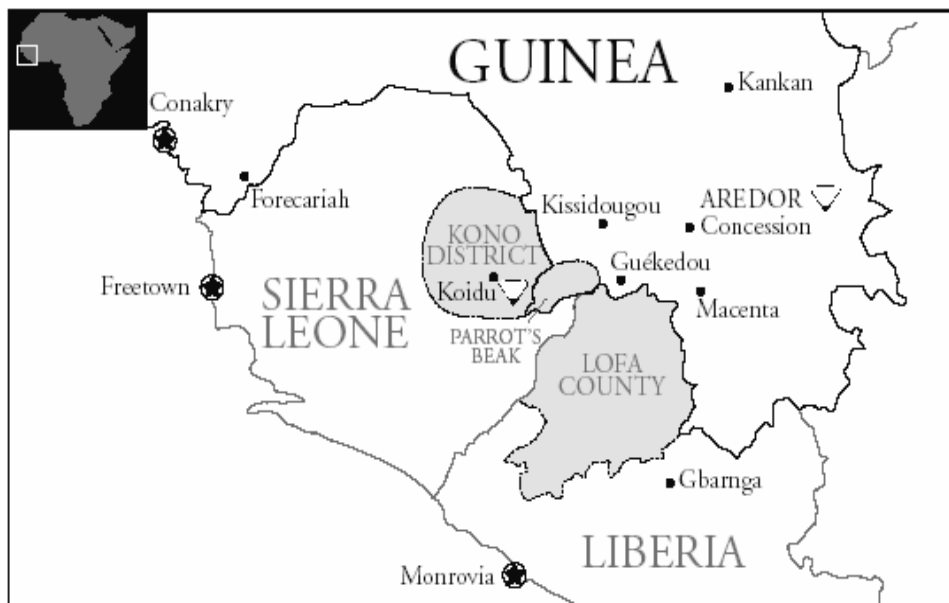 GUINEA
Kankan
Conakry
Forecariah
AREDOR
Concession
Kissidougou
KONO
DISTRICT
Guékedou
Koidu
Freetown
SIERRA
LEONE
Macenta
PARROT'S
BEAK
LOFA
COUNTY
Gbarnga
LIBERIA
Monrovia